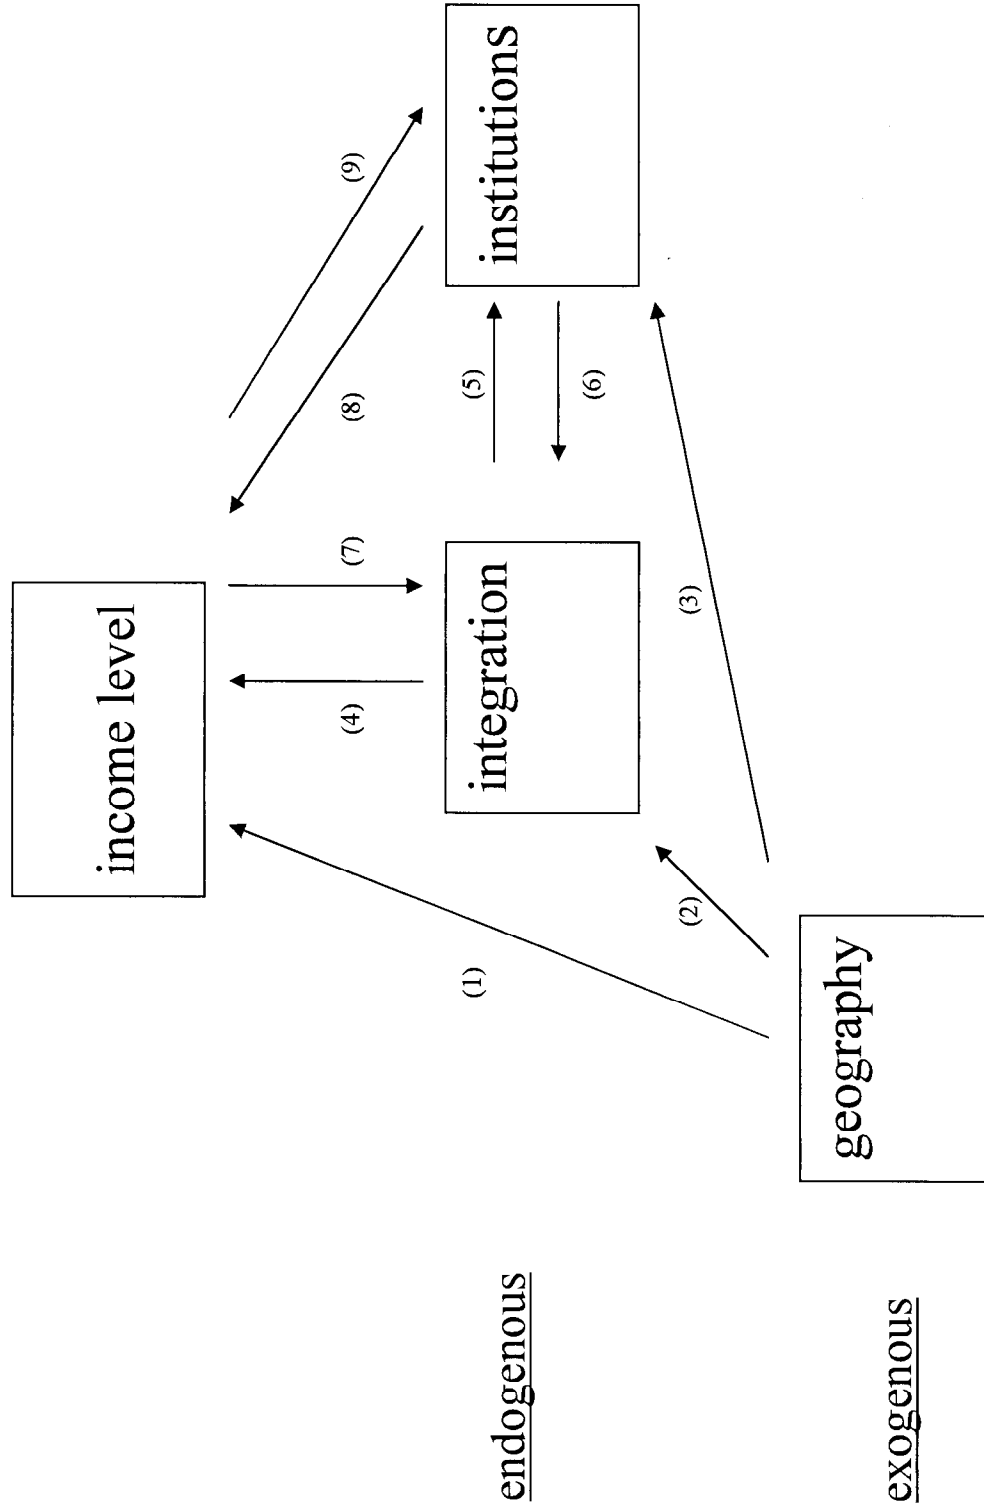 income level
(9)
(8)
(7)
(4)
(1)
endogenous
integration
(5)
(6)
institutions
(2)
(3)
exogenous
geography